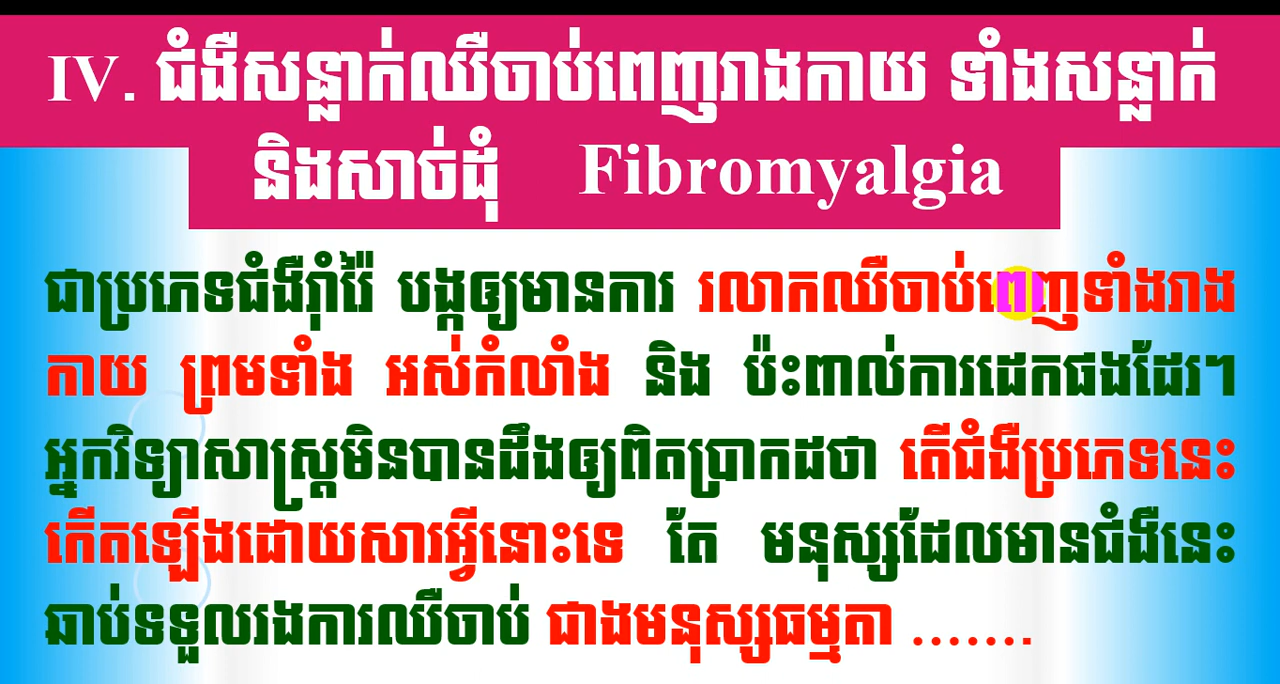 IV. ជំងឺសន្លាក់ឈឺចាប់ពេញរាងកាយ ទាំងសន្លាក់
និងសាច់ដុំ Fibromyalgia
ជាប្រភេទជំងឺរ៉ាំរ៉ៃ បង្កឲ្យមានការ រលាកឈឺចាប់ពេញទាំងរាង
កាយ ព្រមទាំង អស់កំលាំង និង ប៉ះពាល់ការដេកផងដែរៗ
អ្នកវិទ្យាសាស្ត្រមិនបានដឹងឲ្យពិតប្រាកដថា តើជំងឺប្រភេទនេះ
កើតឡើងដោយសារអ្វីនោះទេ តែ មនុស្សដែលមានជំងឺនេះ
ឆាប់ទទួលរងការឈឺចាប់ ជាងមនុស្សធម្មតា .......